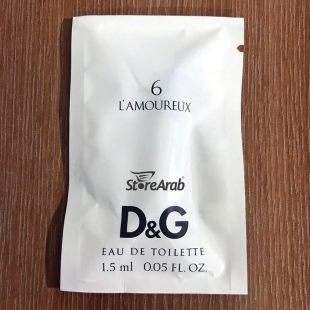 6
L'AMOUREUX
StoreArab
D&G
EAU DE TOILETTE
1.5 ml 0.05 FL. OZ.